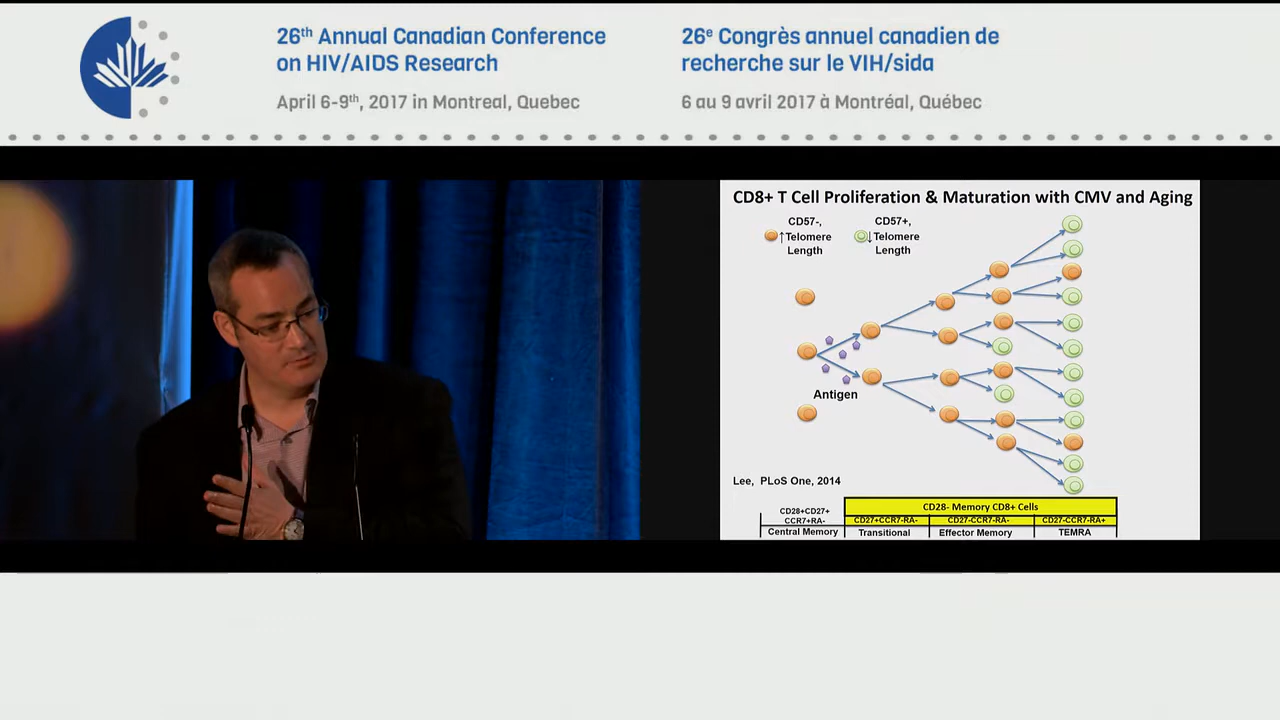 26th Annual Canadian Conference
on HIV/AIDS Research
April 6-9th, 2017 in Montreal, Quebec
26e Congrès annuel canadien de
recherche sur le VIH/sida
6 au 9 avril 2017 à Montréal, Québec
CD8+ T Cell Proliferation & Maturation with CMV and Aging
CD57-,
↑Telomere
Length
CD57+,
↓Telomere
Length
Antigen
Lee, PLoS One, 2014
CD28+CD27+
CCR7+RA-
Central Memory
CD28- Memory CD8+ Cells
CD27+CCR7-RA-
CD27-CCR7-RA-
CD27-CCR7-RA+
Transitional
Effector Memory
TEMRA